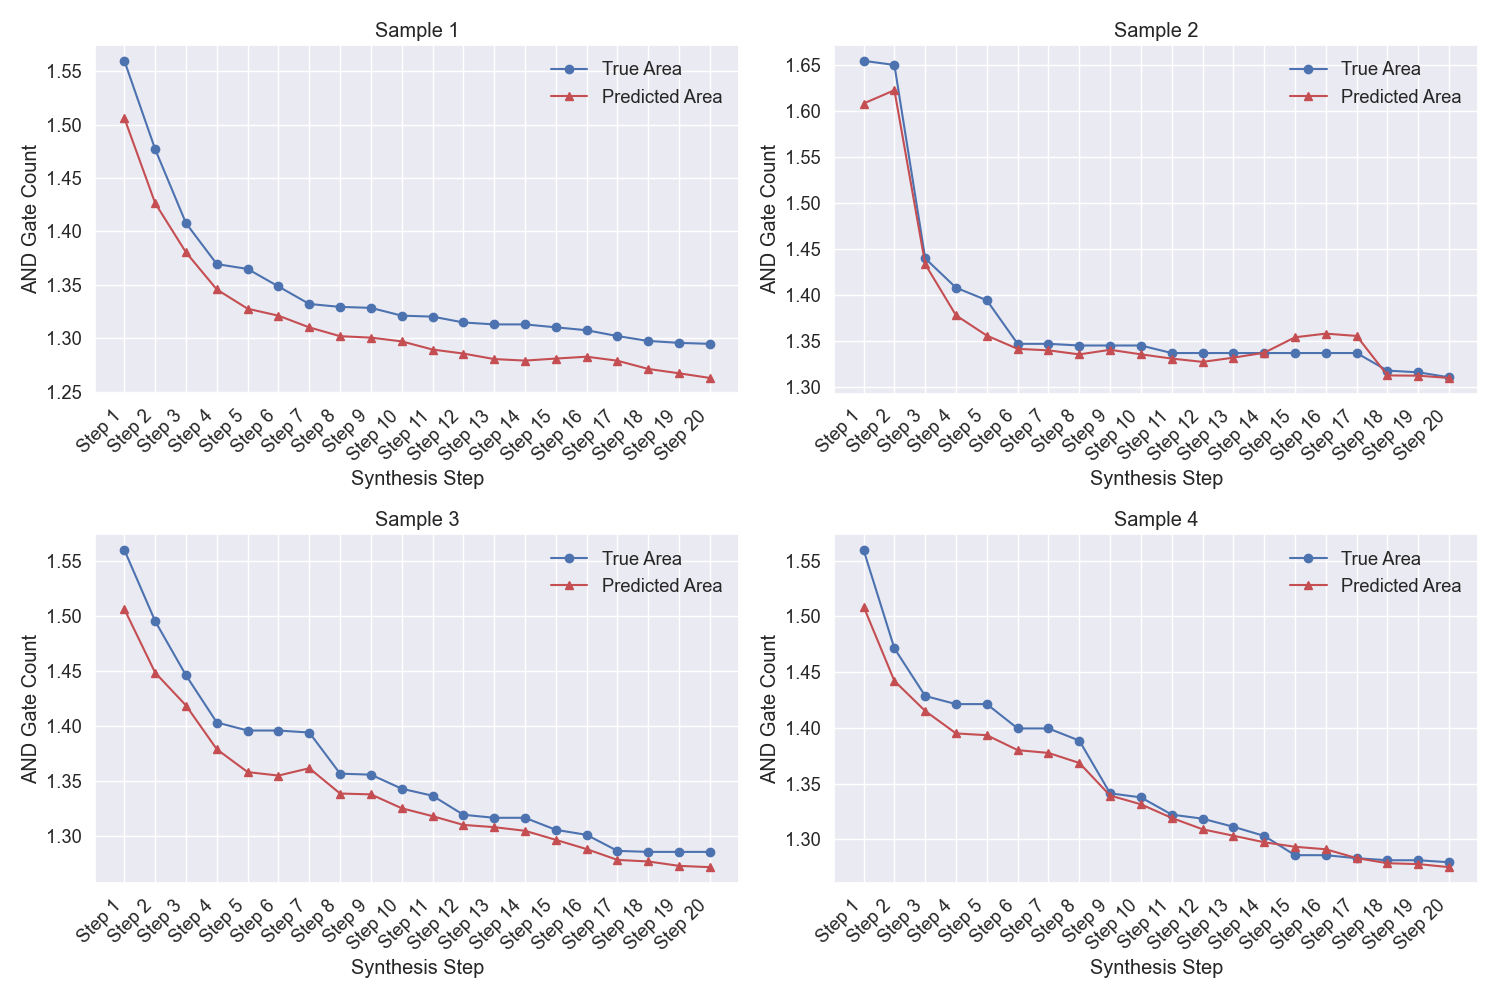 Sample 1
True Area
Predicted Area
1.55
1.50
1.45
1.40
1.35
1.30
1.25
AND Gate Count
Step 1
Step 2
Step 3
Step 4
Step 5
Step 6
Step 7
Step 8
Step 9
Step 10
Step 11
Step 12
Step 13
Step 14
Step 15
Step 16
Step 17
Step 18
Step 19
Step 20
Synthesis Step
Sample 2
True Area
Predicted Area
1.65
1.60
1.55
1.50
1.45
1.40
1.35
1.30
AND Gate Count
Step 1
Step 2
Step 3
Step 4
Step 5
Step 6
Step 7
Step 8
Step 9
Step 10
Step 11
Step 12
Step 13
Step 14
Step 15
Step 16
Step 17
Step 18
Step 19
Step 20
Synthesis Step
Sample 3
True Area
Predicted Area
1.55
1.50
1.45
1.40
1.35
1.30
AND Gate Count
Step 1
Step 2
Step 3
Step 4
Step 5
Step 6
Step 7
Step 8
Step 9
Step 10
Step 11
Step 12
Step 13
Step 14
Step 15
Step 16
Step 17
Step 18
Step 19
Step 20
Synthesis Step
Sample 4
True Area
Predicted Area
1.55
1.50
1.45
1.40
1.35
1.30
AND Gate Count
Step 1
Step 2
Step 3
Step 4
Step 5
Step 6
Step 7
Step 8
Step 9
Step 10
Step 11
Step 12
Step 13
Step 14
Step 15
Step 16
Step 17
Step 18
Step 19
Step 20
Synthesis Step